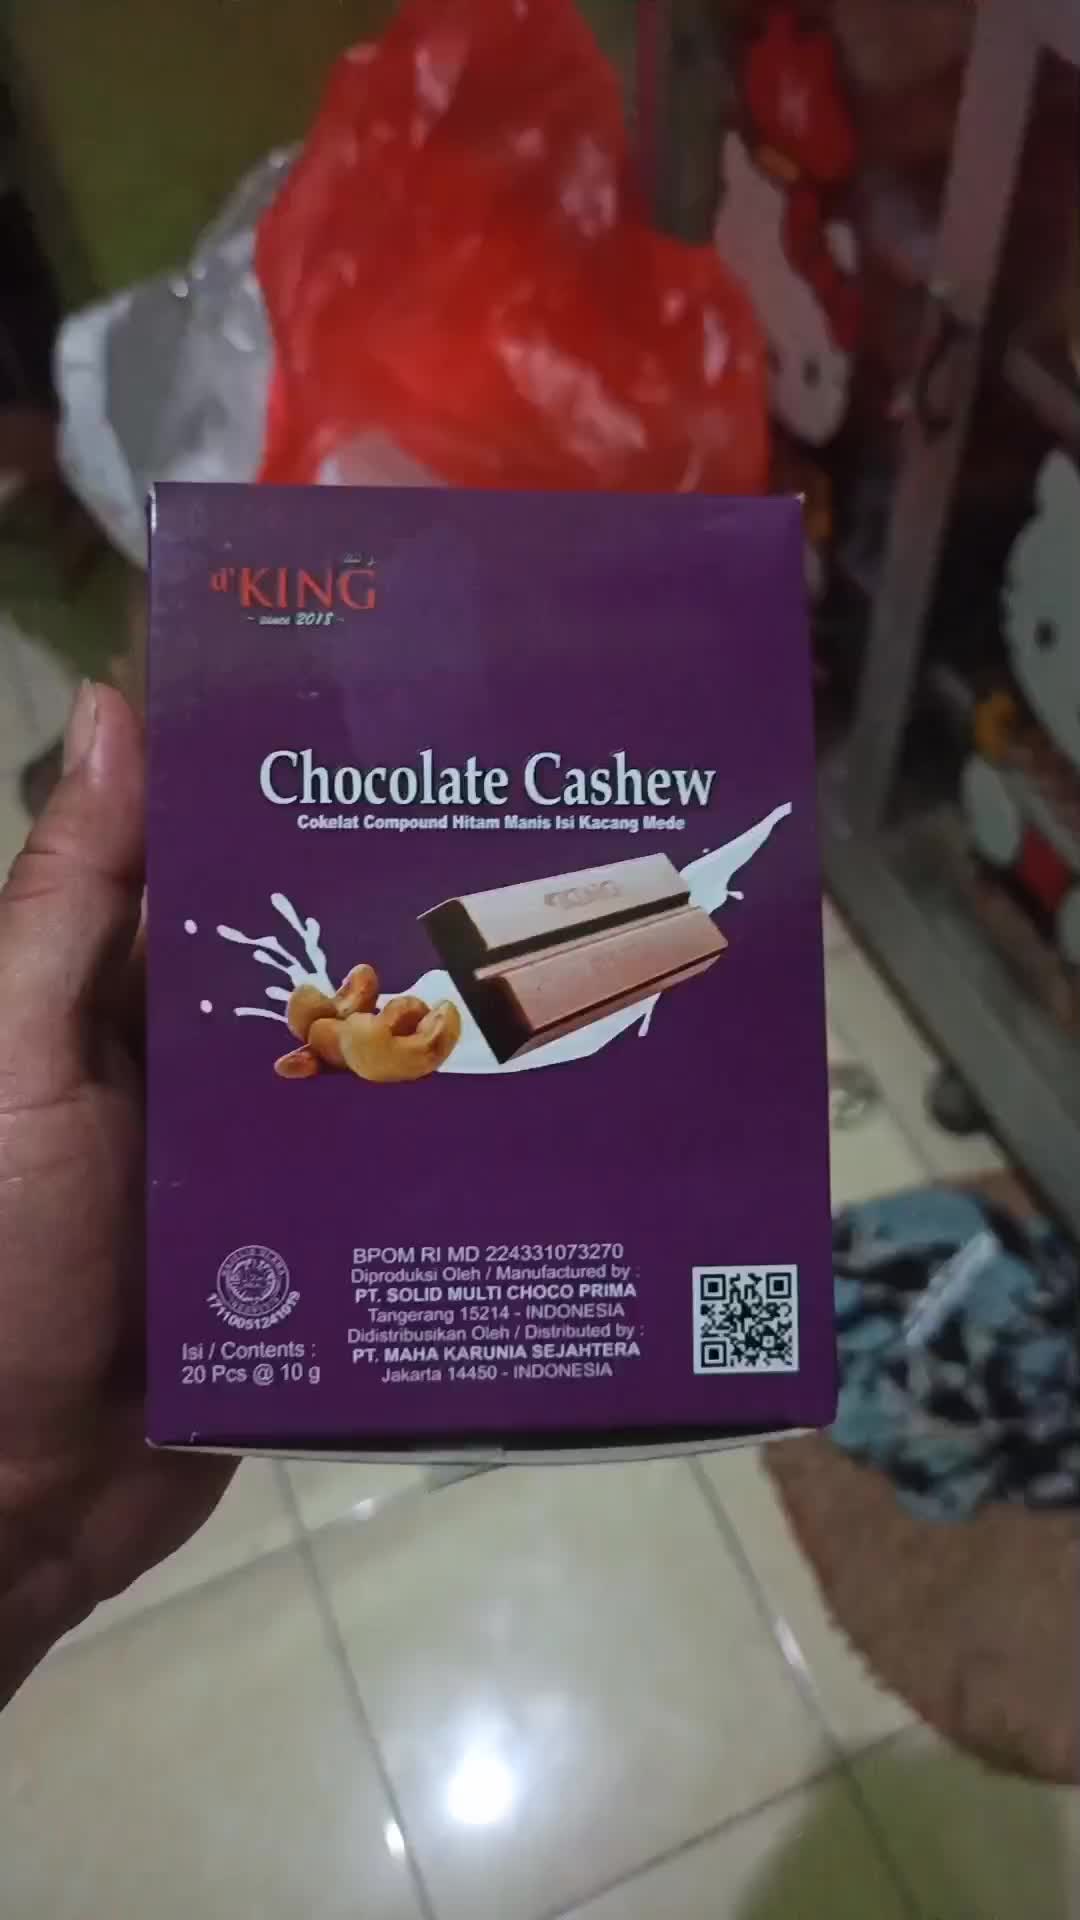 d'KING
~ since 2018 ~
Chocolate Cashew
Cokelat Compound Hitam Manis Isi Kacang Mede
KING
17110051241019
Isi / Contents :
20 Pcs @ 10 g
BPOM RI MD 224331073270
Diproduksi Oleh / Manufactured by :
PT. SOLID MULTI CHOCO PRIMA
Tangerang 15214 - INDONESIA
Didistribusikan Oleh / Distributed by :
PT. MAHA KARUNIA SEJAHTERA
Jakarta 14450 - INDONESIA